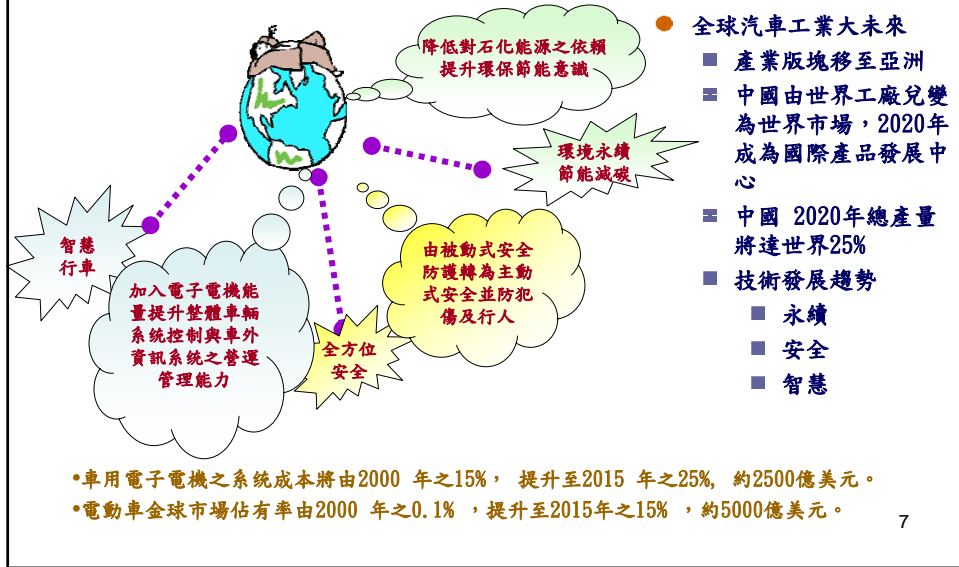 降低對石化能源之依賴
提升環保節能意識
環境永續
節能減碳
智慧
行車
加入電子電機能
量提升整體車輛
系統控制與車外
資訊系統之營運
管理能力
全方位
安全
由被動式安全
防護轉為主動
式安全並防犯
傷及行人
全球汽車工業大未來
產業版塊移至亞洲
中國由世界工廠兌變
為世界市場，2020年
成為國際產品發展中
心
中國 2020年總產量
將達世界25%
技術發展趨勢
永續
安全
智慧
•車用電子電機之系統成本將由2000 年之15%， 提升至2015 年之25%, 約2500億美元。
•電動車金球市場佔有率由2000 年之0.1% ，提升至2015年之15% ，約5000億美元。
7